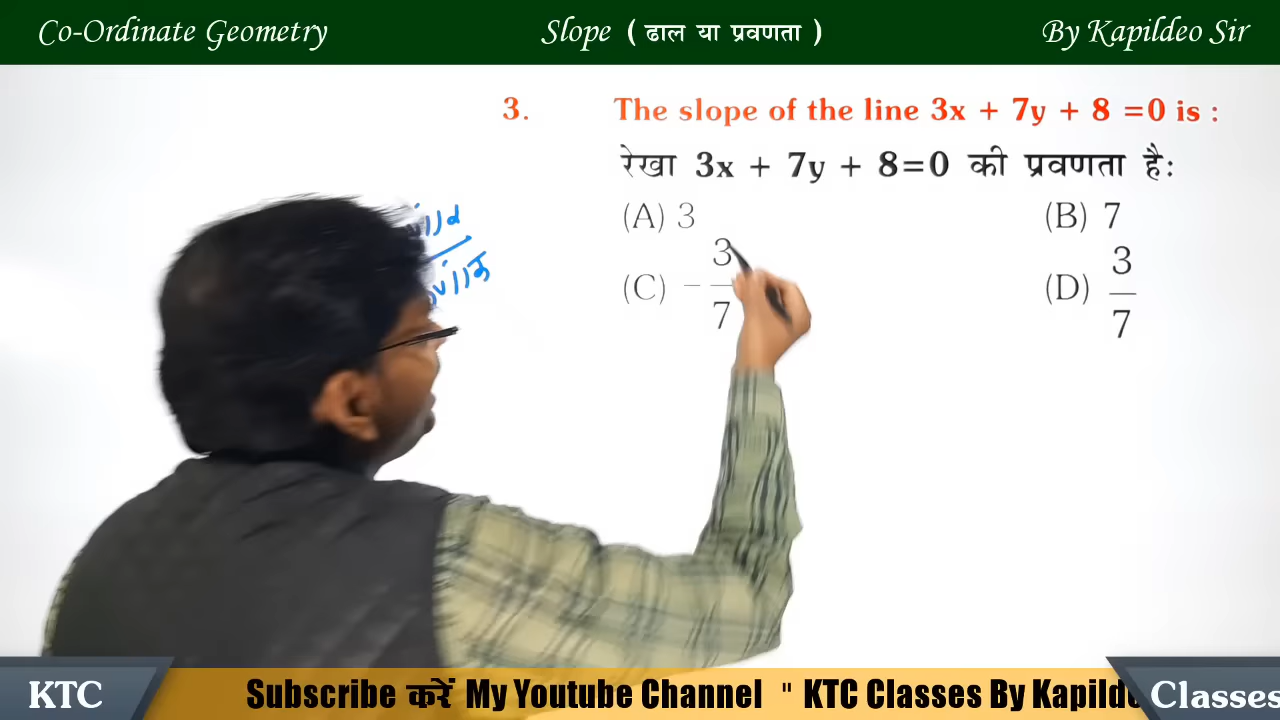 Co-Ordinate Geometry Slope ( ढाल या प्रवणता ) By Kapildeo Sir
3. The slope of the line 3x + 7y + 8 =0 is :
रेखा 3x + 7y + 8=0 की प्रवणता है:
(A) 3 (B) 7
(C) - 3/7 (D) 3/7
KTC Subscribe करें My Youtube Channel " KTC Classes By Classes